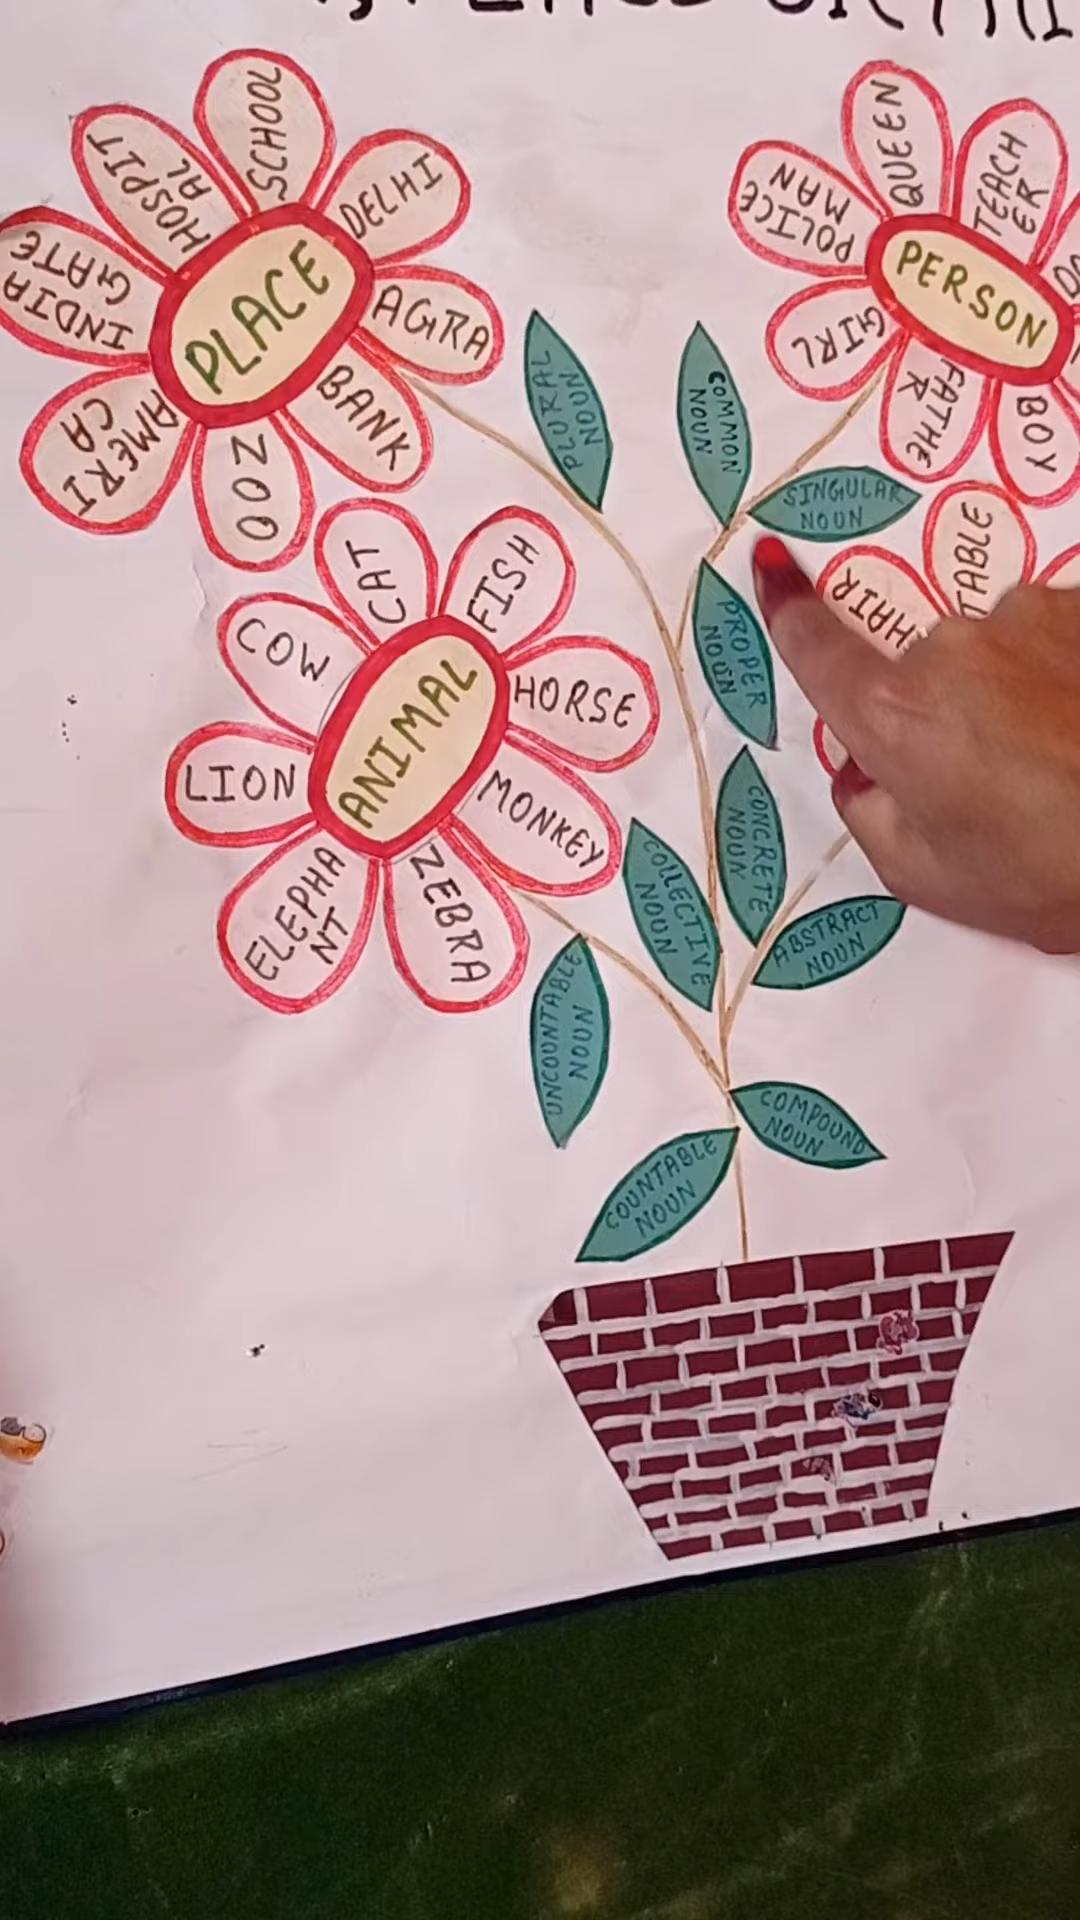 PLACE
SCHOOL
DELHI
AGRA
BANK
ZOO
AMERI
CA
INDIA
GATE
HOSPIT
AL
PERSON
QUEEN
TEACH
ER
BOY
FATHE
R
GIRL
POLICE
MAN
ANIMAL
CAT
FISH
HORSE
MONKEY
ZEBRA
ELEPHA
NT
LION
COW
TABLE
PLURAL
NOUN
COMMON
NOUN
SINGULAR
NOUN
PROPER
NOUN
CONCRETE
NOUN
COLLECTIVE
NOUN
ABSTRACT
NOUN
UNCOUNTABLE
NOUN
COMPOUND
NOUN
COUNTABLE
NOUN